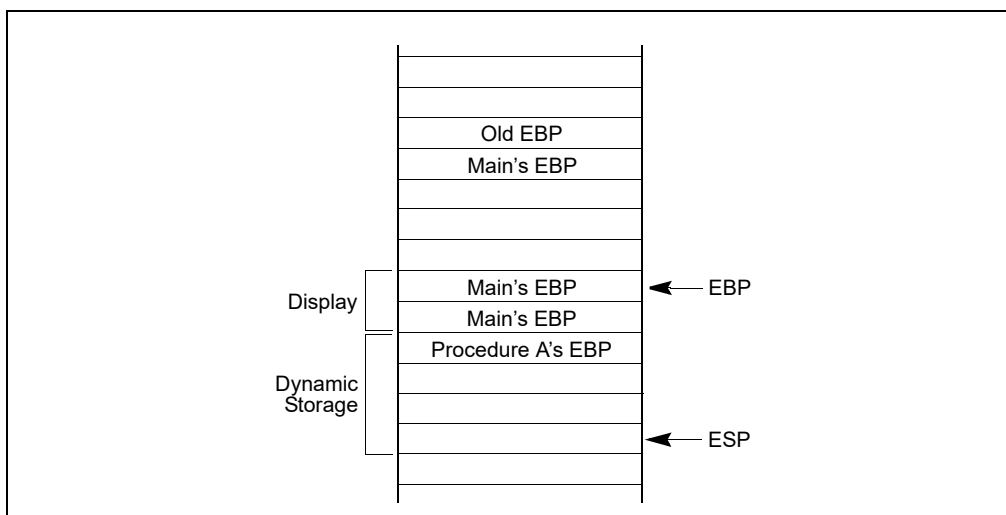 Old EBP
Main's EBP
Display
Main's EBP
EBP
Main's EBP
Procedure A's EBP
Dynamic
Storage
ESP